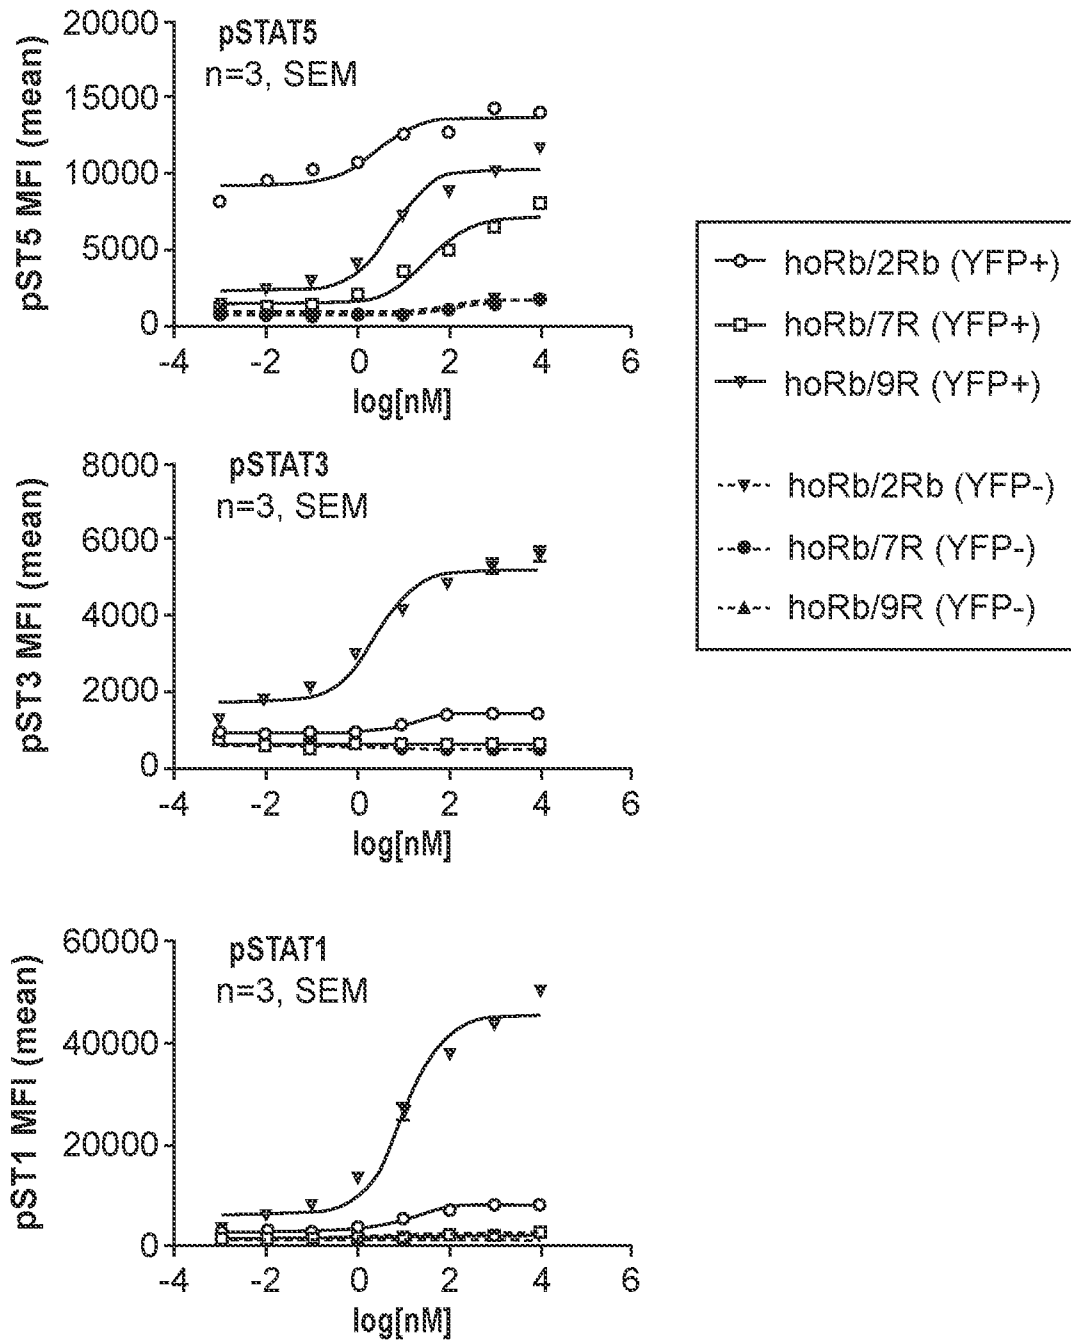 pSTAT5
n=3, SEM
pST5 MFI (mean)
20000
15000
10000
5000
0
-4 -2 0 2 4 6
log[nM]
hoRb/2Rb (YFP+)
hoRb/7R (YFP+)
hoRb/9R (YFP+)
hoRb/2Rb (YFP-)
hoRb/7R (YFP-)
hoRb/9R (YFP-)
pSTAT3
n=3, SEM
pST3 MFI (mean)
8000
6000
4000
2000
0
-4 -2 0 2 4 6
log[nM]
pSTAT1
n=3, SEM
pST1 MFI (mean)
60000
40000
20000
0
-4 -2 0 2 4 6
log[nM]